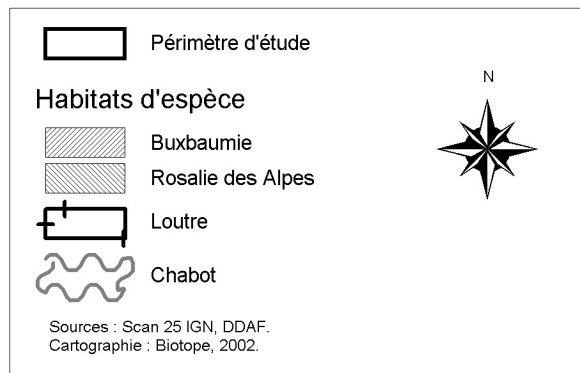 Périmètre d'étude
N
Habitats d'espèce
Buxbaumie
Rosalie des Alpes
Loutre
Chabot
Sources : Scan 25 IGN, DDAF.
Cartographie : Biotope, 2002.